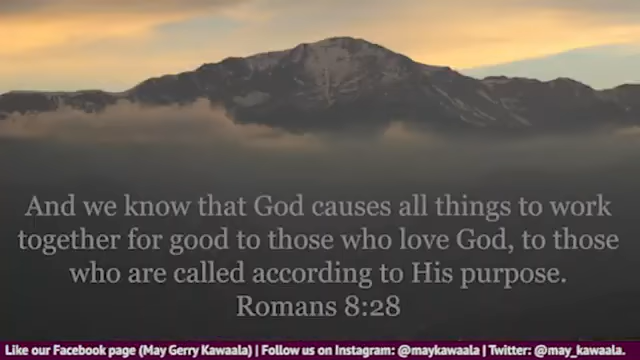 And we know that God causes all things to work
together for good to those who love God, to those
who are called according to His purpose.
Romans 8:28
Like our Facebook page (May Gerry Kawaala) | Follow us on Instagram: @maykawaala | Twitter: @may_kawaala.